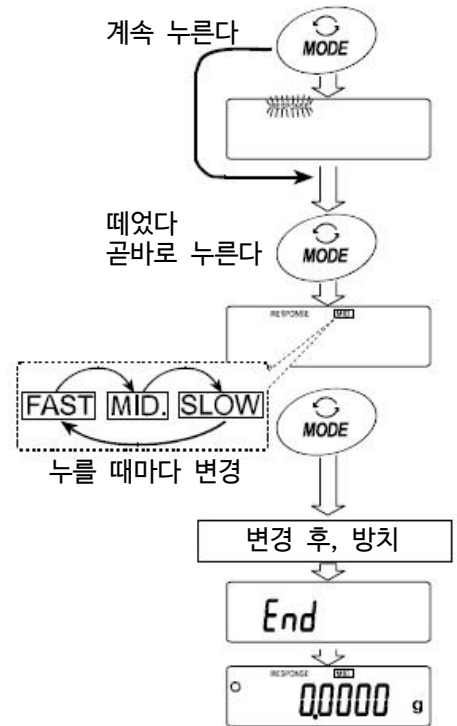 계속 누른다
MODE
RESPONSE
떼었다
곧바로 누른다
MODE
RESPONSE MID.
FAST MID. SLOW
MODE
누를 때마다 변경
변경 후, 방치
End
RESPONSE MID.
0.0000 g